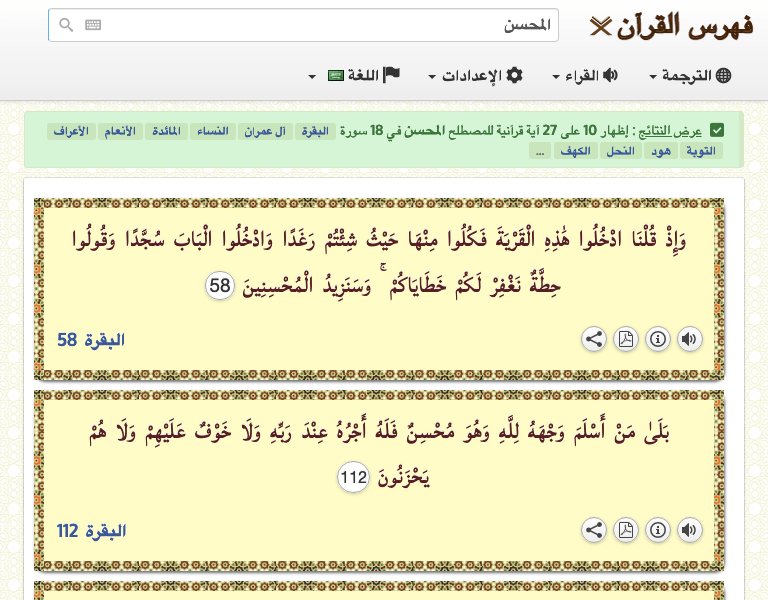 فهرس القرآن
المحسن
الترجمة
القراء
الإعدادات
اللغة
عرض النتائج : إظهار 10 على 27 آية قرآنية للمصطلح المحسن في 18 سورة البقرة آل عمران النساء المائدة الأنعام الأعراف
التوبة هود النحل الكهف ...
وَإِذْ قُلْنَا ادْخُلُوا هَٰذِهِ الْقَرْيَةَ فَكُلُوا مِنْهَا حَيْثُ شِئْتُمْ رَغَدًا وَادْخُلُوا الْبَابَ سُجَّدًا وَقُولُوا
حِطَّةٌ نَغْفِرْ لَكُمْ خَطَايَاكُمْ ۚ وَسَنَزِيدُ الْمُحْسِنِينَ 58
البقرة 58
بَلَىٰ مَنْ أَسْلَمَ وَجْهَهُ لِلَّهِ وَهُوَ مُحْسِنٌ فَلَهُ أَجْرُهُ عِنْدَ رَبِّهِ وَلَا خَوْفٌ عَلَيْهِمْ وَلَا هُمْ
يَحْزَنُونَ 112
البقرة 112